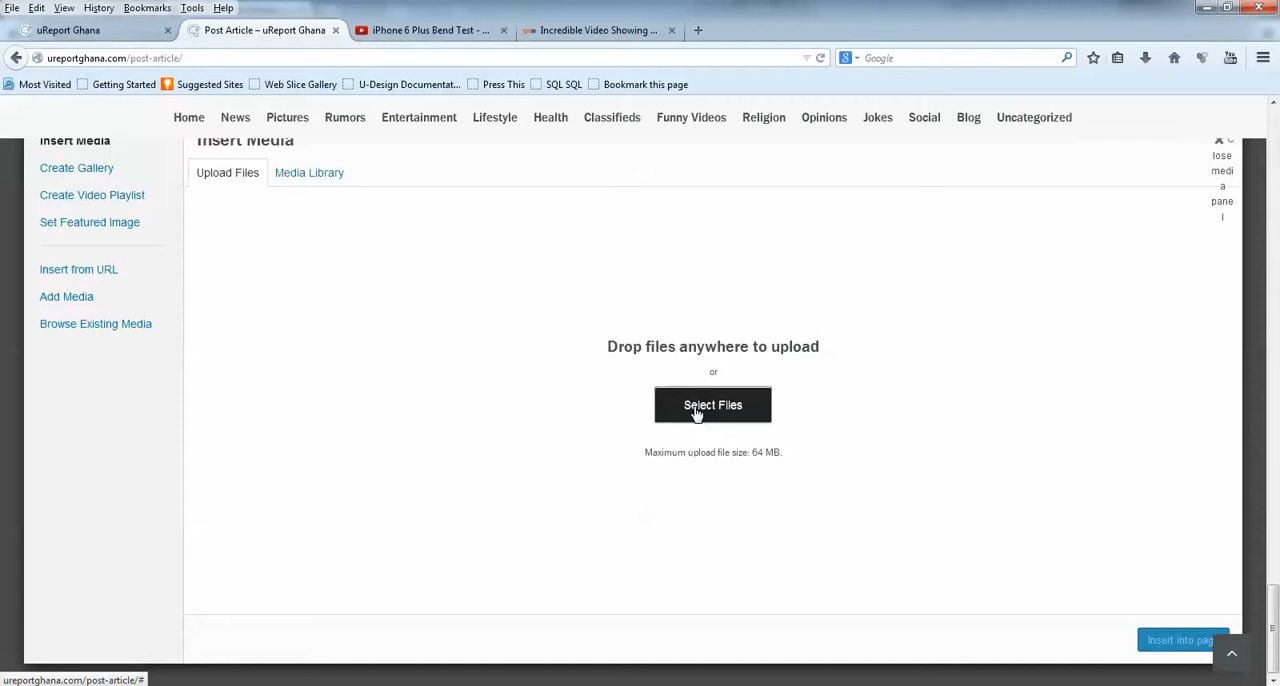 File Edit View History Bookmarks Tools Help
uReport Ghana × Post Article – uReport Ghana × iPhone 6 Plus Bend Test - ... × Incredible Video Showing ... × +
ureportghana.com/post-article/ Google
Most Visited Getting Started Suggested Sites Web Slice Gallery U-Design Documentat... Press This SQL SQL Bookmark this page
Home News Pictures Rumors Entertainment Lifestyle Health Classifieds Funny Videos Religion Opinions Jokes Social Blog Uncategorized
Insert Media
Create Gallery
Create Video Playlist
Set Featured Image
Insert from URL
Add Media
Browse Existing Media
Insert Media
Upload Files Media Library
× C
lose
medi
a
pane
l
Drop files anywhere to upload
or
Select Files
Maximum upload file size: 64 MB.
Insert into pag
ureportghana.com/post-article/#